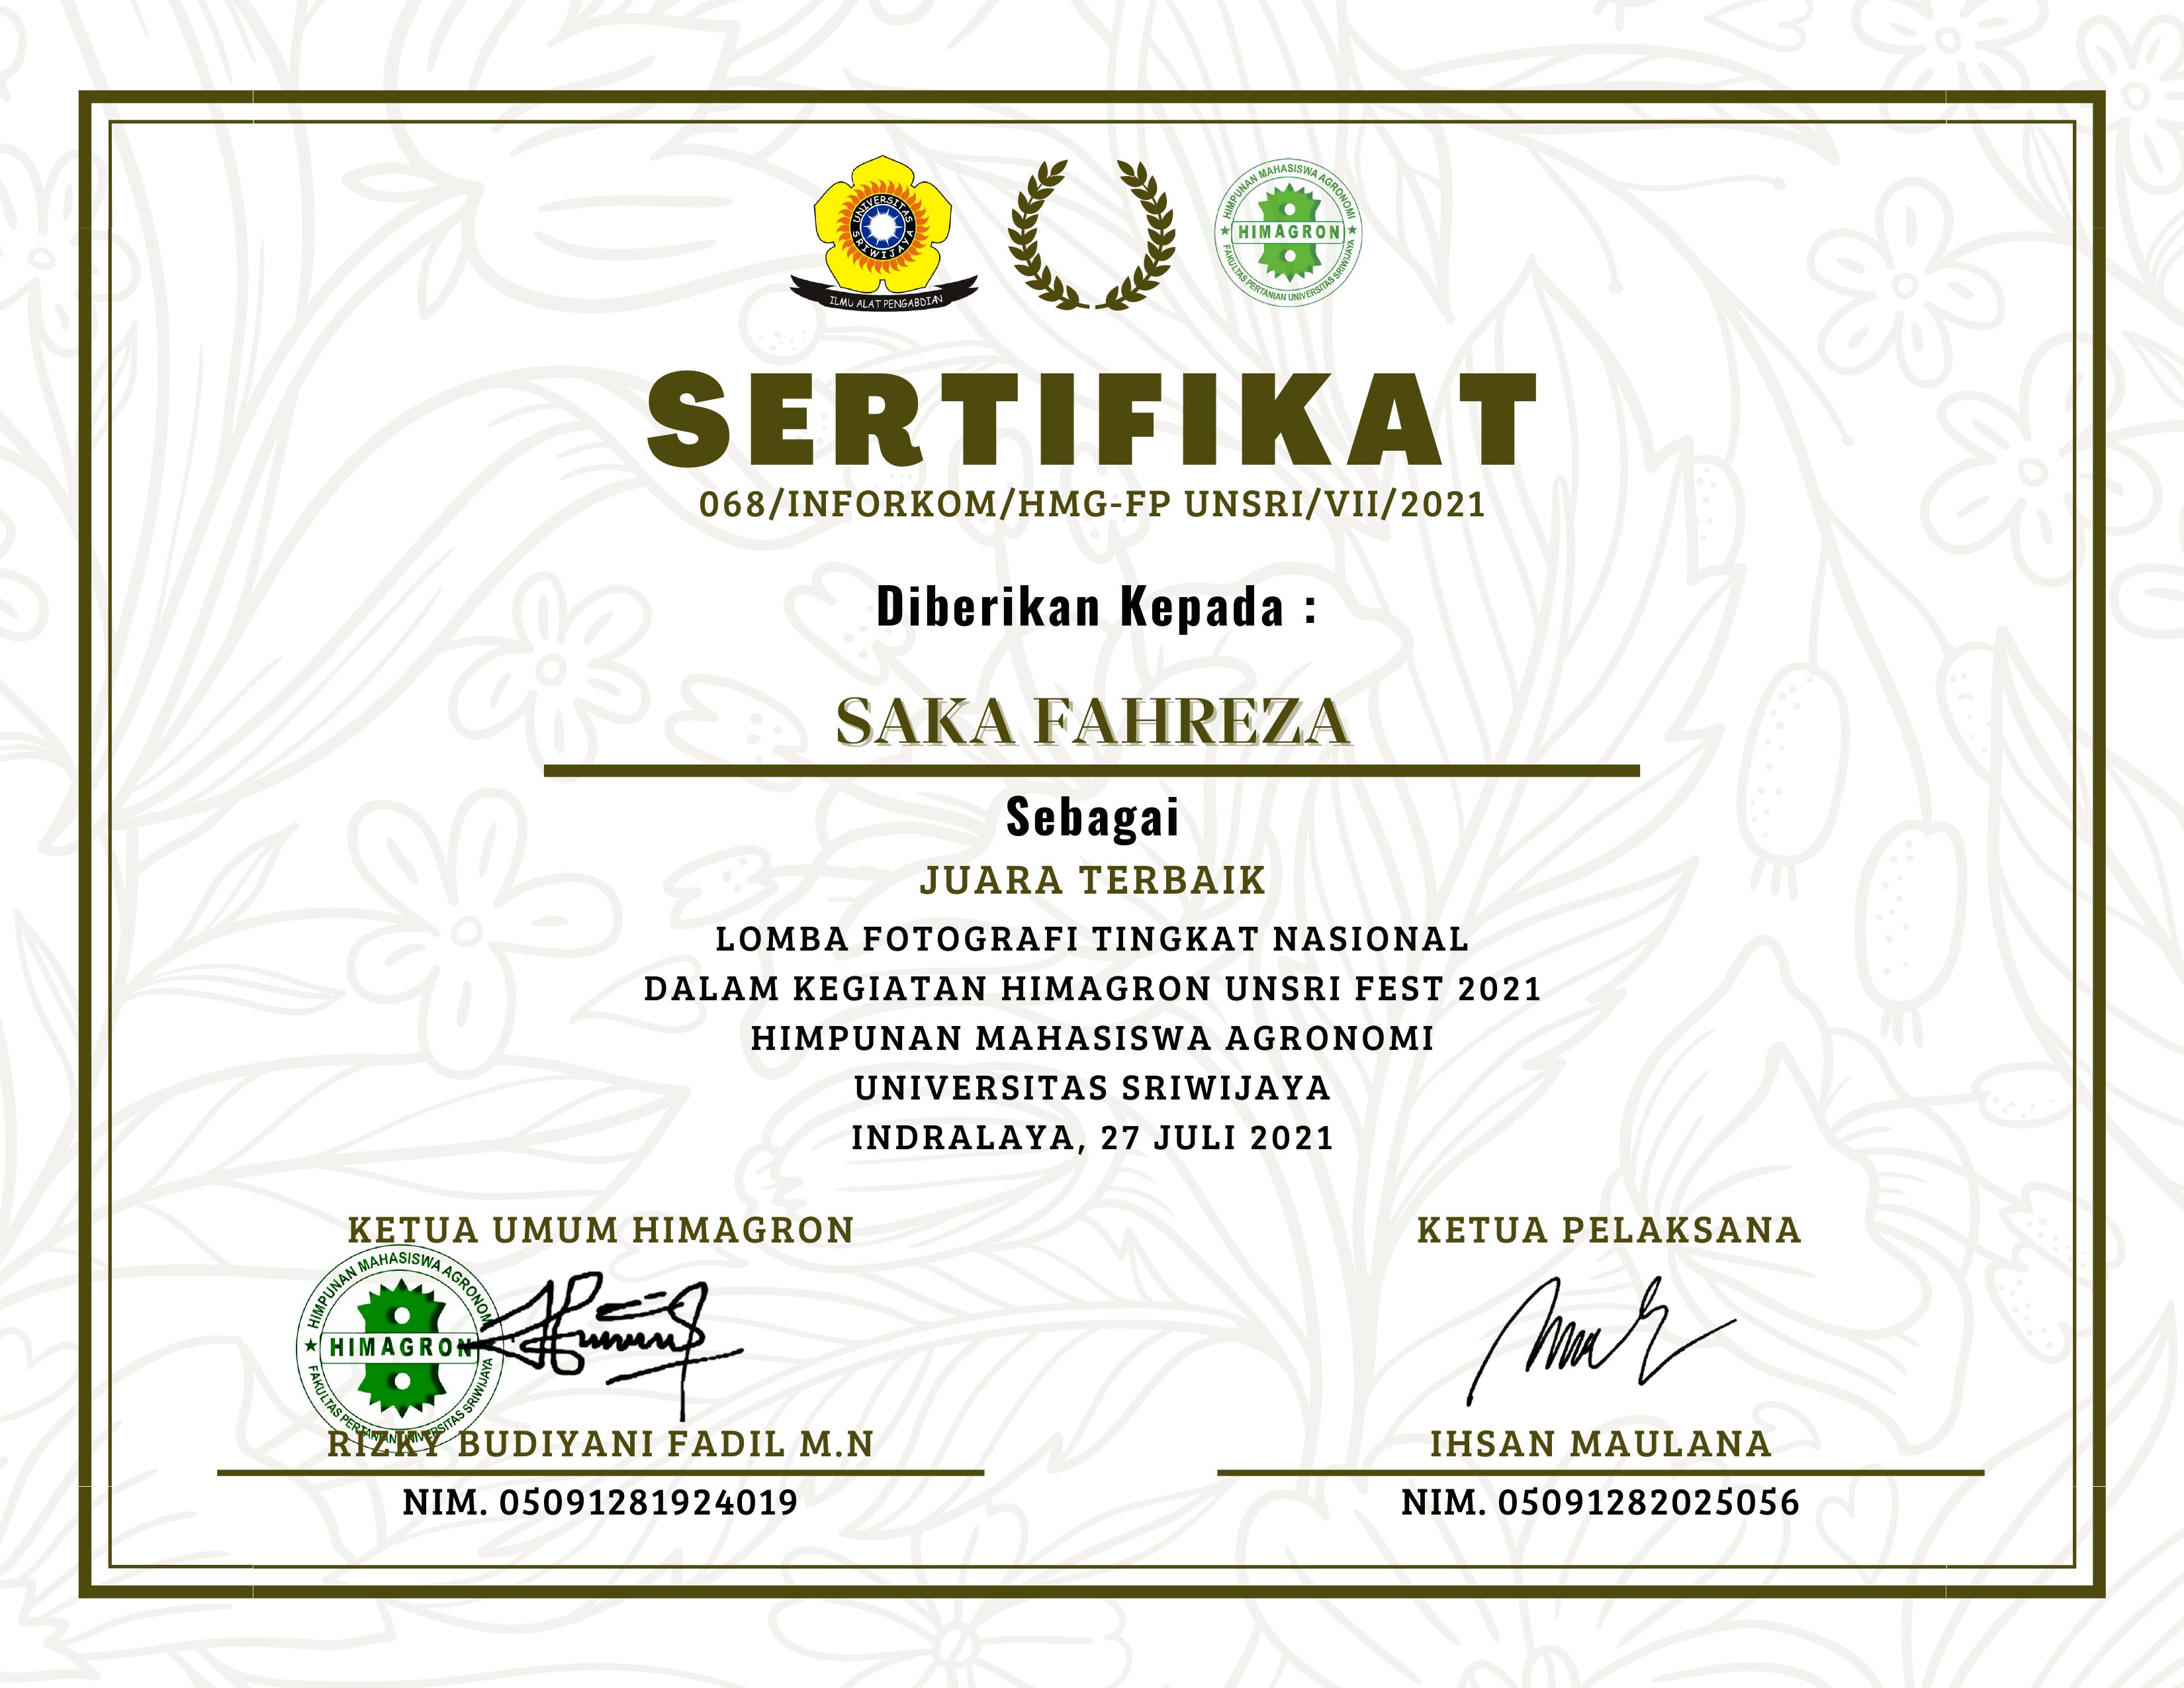 UNIVERSITAS SRIWIJAYA
ILMU ALAT PENGABDIAN
HIMPUNAN MAHASISWA AGRONOMI
HIMAGRON
FAKULTAS PERTANIAN UNIVERSITAS SRIWIJAYA
SERTIFIKAT
068/INFORKOM/HMG-FP UNSRI/VII/2021
Diberikan Kepada :
SAKA FAHREZA
Sebagai
JUARA TERBAIK
LOMBA FOTOGRAFI TINGKAT NASIONAL
DALAM KEGIATAN HIMAGRON UNSRI FEST 2021
HIMPUNAN MAHASISWA AGRONOMI
UNIVERSITAS SRIWIJAYA
INDRALAYA, 27 JULI 2021
KETUA UMUM HIMAGRON
HIMPUNAN MAHASISWA AGRONOMI
HIMAGRON
FAKULTAS PERTANIAN UNIVERSITAS SRIWIJAYA
RIZKY BUDIYANI FADIL M.N
NIM. 05091281924019
KETUA PELAKSANA
IHSAN MAULANA
NIM. 05091282025056